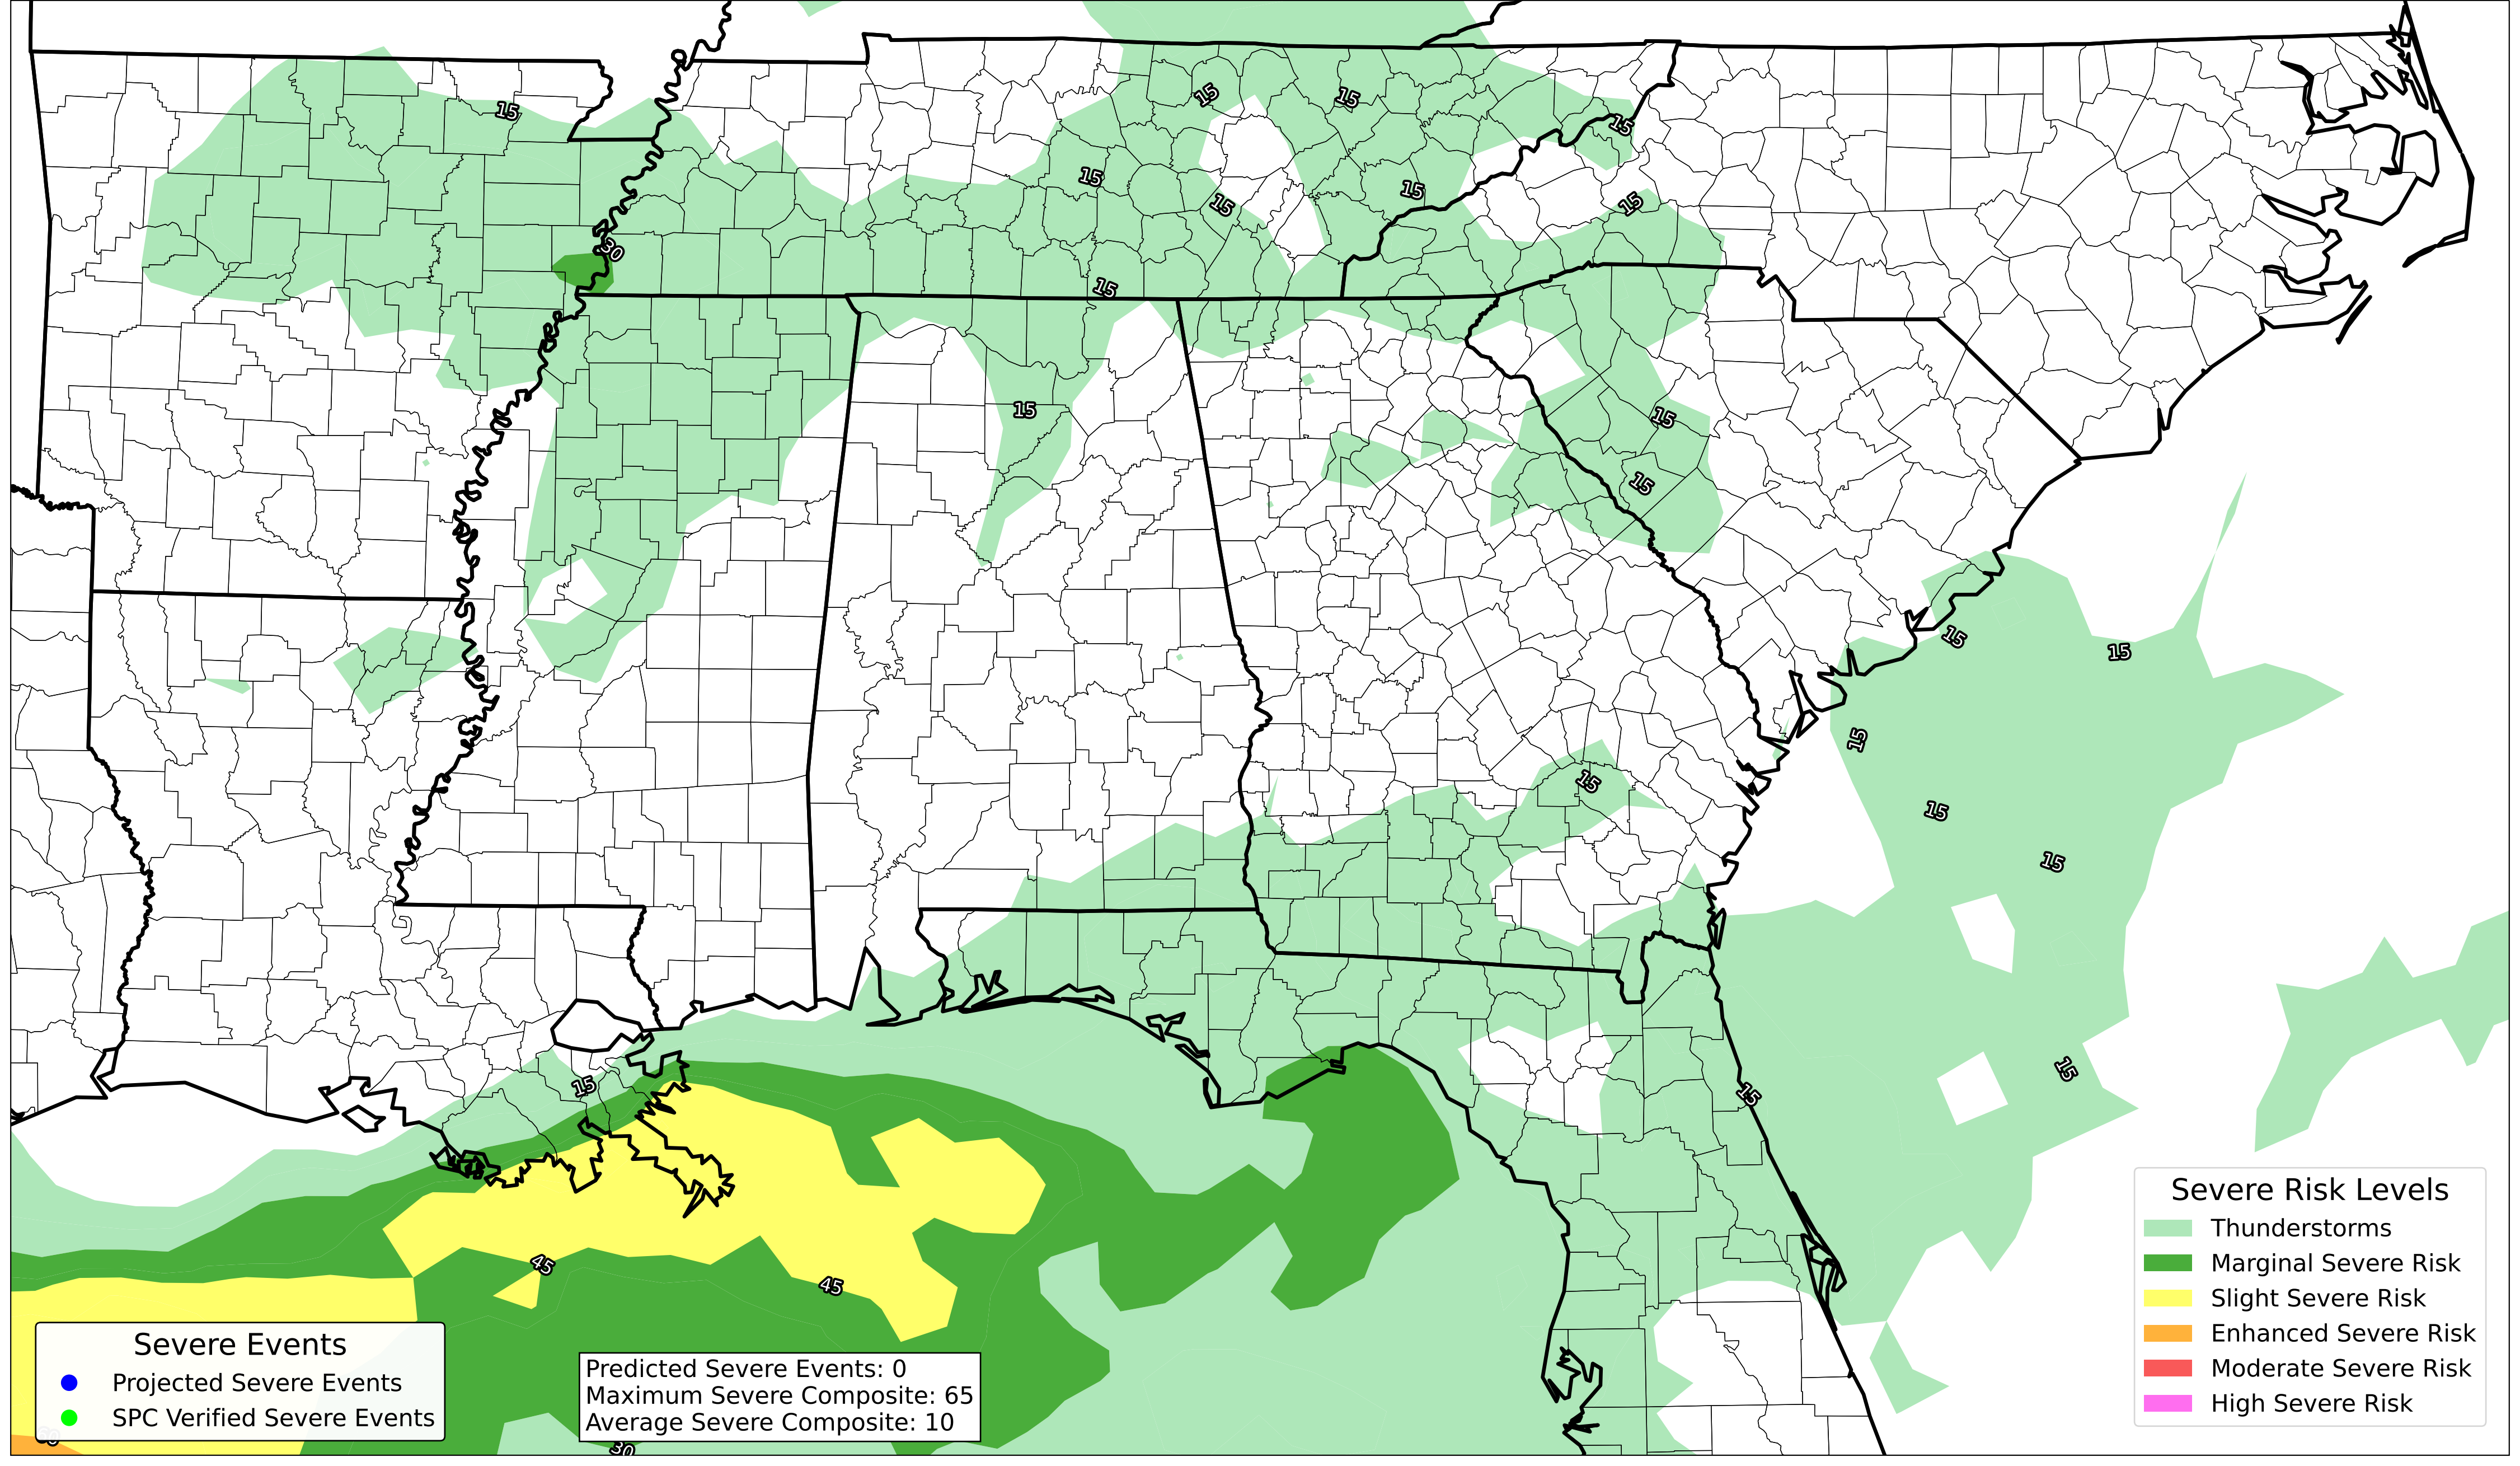 15
15
15
15
15
15
15
15
30
15
15
15
15
15
15
15
15
15
15
15
15
15
45
45
30
Severe Events
Projected Severe Events
SPC Verified Severe Events
Predicted Severe Events: 0
Maximum Severe Composite: 65
Average Severe Composite: 10
Severe Risk Levels
Thunderstorms
Marginal Severe Risk
Slight Severe Risk
Enhanced Severe Risk
Moderate Severe Risk
High Severe Risk